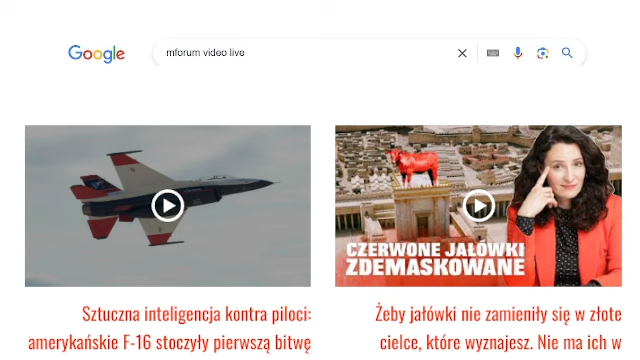 Google
mforum video live
CZERWONE JAŁÓWKI
ZDEMASKOWANE
Sztuczna inteligencja kontra piloci:
amerykańskie F-16 stoczyły pierwszą bitwę
Żeby jałówki nie zamieniły się w złote
cielce, które wyznajesz. Nie ma ich w